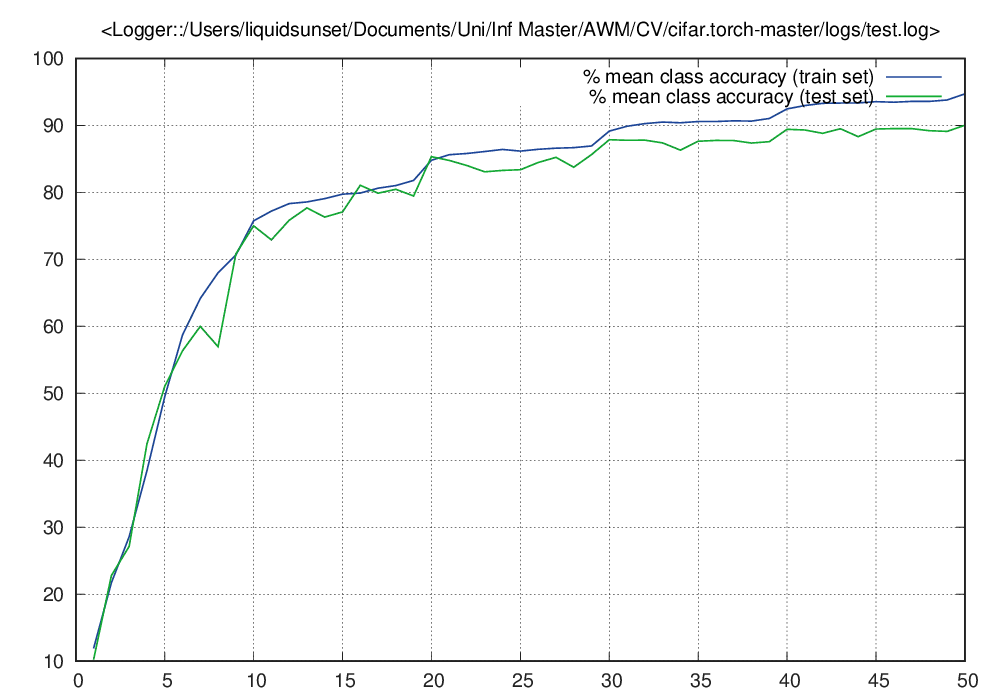 <Logger::/Users/liquidsunset/Documents/Uni/Inf Master/AWM/CV/cifar.torch-master/logs/test.log>
% mean class accuracy (train set)
% mean class accuracy (test set)
100
90
80
70
60
50
40
30
20
10
0 5 10 15 20 25 30 35 40 45 50